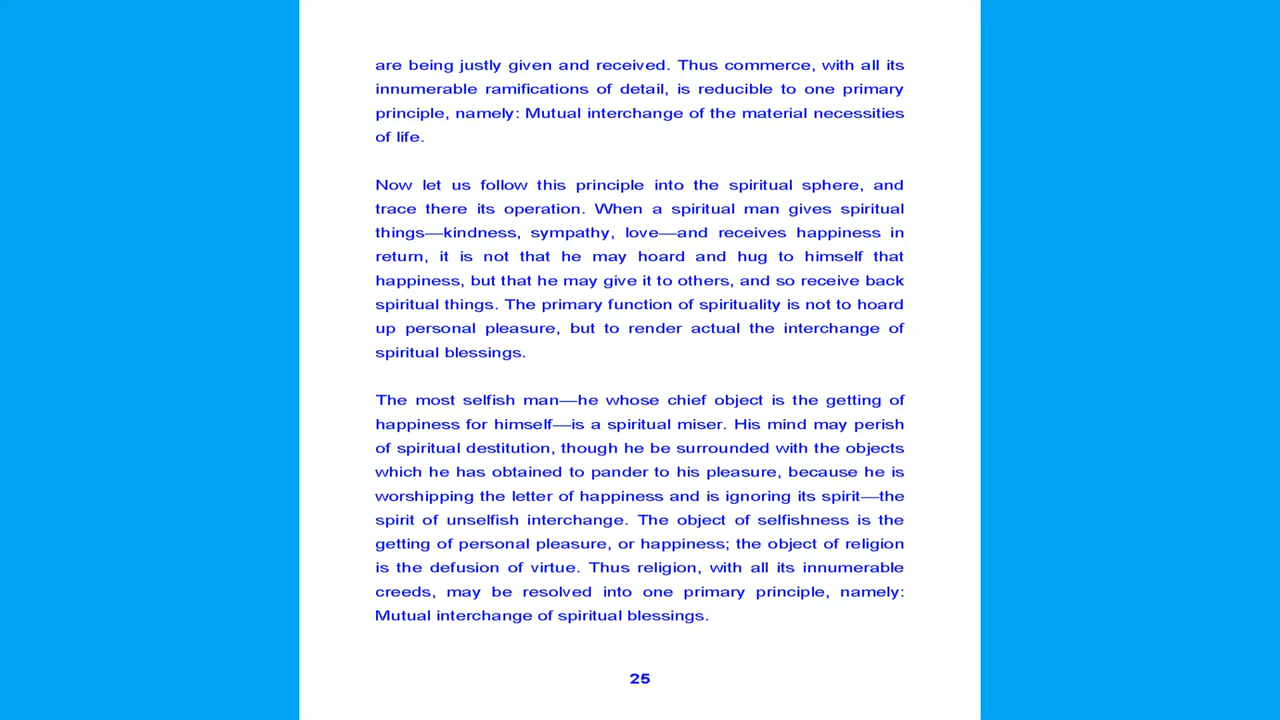 are being justly given and received. Thus commerce, with all its
innumerable ramifications of detail, is reducible to one primary
principle, namely: Mutual interchange of the material necessities
of life.
Now let us follow this principle into the spiritual sphere, and
trace there its operation. When a spiritual man gives spiritual
things—kindness, sympathy, love—and receives happiness in
return, it is not that he may hoard and hug to himself that
happiness, but that he may give it to others, and so receive back
spiritual things. The primary function of spirituality is not to hoard
up personal pleasure, but to render actual the interchange of
spiritual blessings.
The most selfish man—he whose chief object is the getting of
happiness for himself—is a spiritual miser. His mind may perish
of spiritual destitution, though he be surrounded with the objects
which he has obtained to pander to his pleasure, because he is
worshipping the letter of happiness and is ignoring its spirit—the
spirit of unselfish interchange. The object of selfishness is the
getting of personal pleasure, or happiness; the object of religion
is the defusion of virtue. Thus religion, with all its innumerable
creeds, may be resolved into one primary principle, namely:
Mutual interchange of spiritual blessings.
25